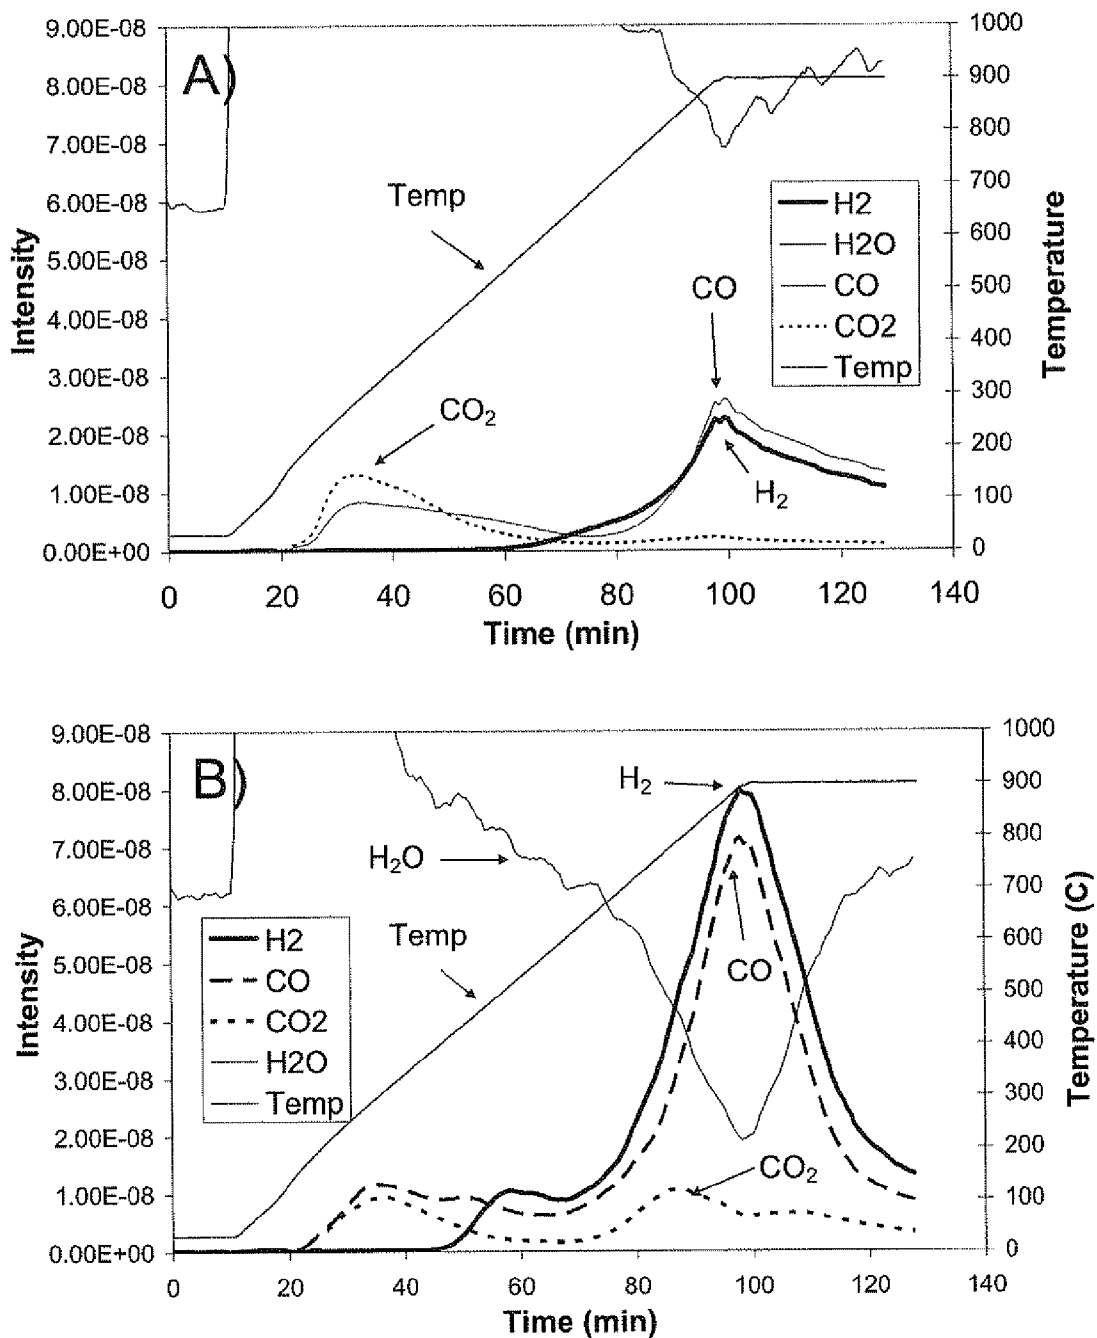 A)
9.00E-08
8.00E-08
7.00E-08
6.00E-08
5.00E-08
4.00E-08
3.00E-08
2.00E-08
1.00E-08
0.00E+00
Intensity
1000
900
800
700
600
500
400
300
200
100
0
Temperature
Temp
CO₂
CO
H₂
H2
H2O
CO
CO2
Temp
0 20 40 60 80 100 120 140
Time (min)
B)
9.00E-08
8.00E-08
7.00E-08
6.00E-08
5.00E-08
4.00E-08
3.00E-08
2.00E-08
1.00E-08
0.00E+00
Intensity
1000
900
800
700
600
500
400
300
200
100
0
Temperature (C)
H₂
H₂O
Temp
CO
CO₂
H2
CO
CO2
H2O
Temp
0 20 40 60 80 100 120 140
Time (min)